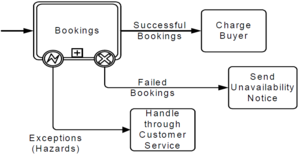 Bookings
Successful
Bookings
Charge
Buyer
Failed
Bookings
Send
Unavailability
Notice
Exceptions
(Hazards)
Handle
through
Customer
Service